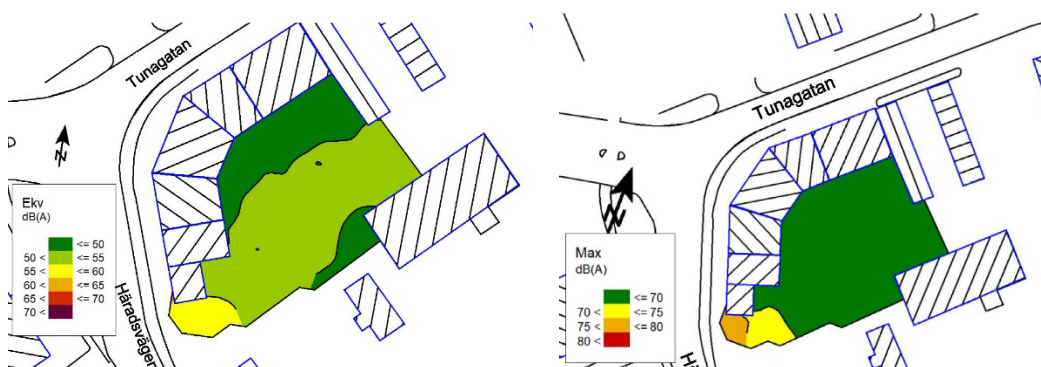 Tunagatan
N
Ekv
dB(A)
<= 50
50 < <= 55
55 < <= 60
60 < <= 65
65 < <= 70
70 <
Häradsvägen
Tunagatan
N
Max
dB(A)
<= 70
70 < <= 75
75 < <= 80
80 <
Hä